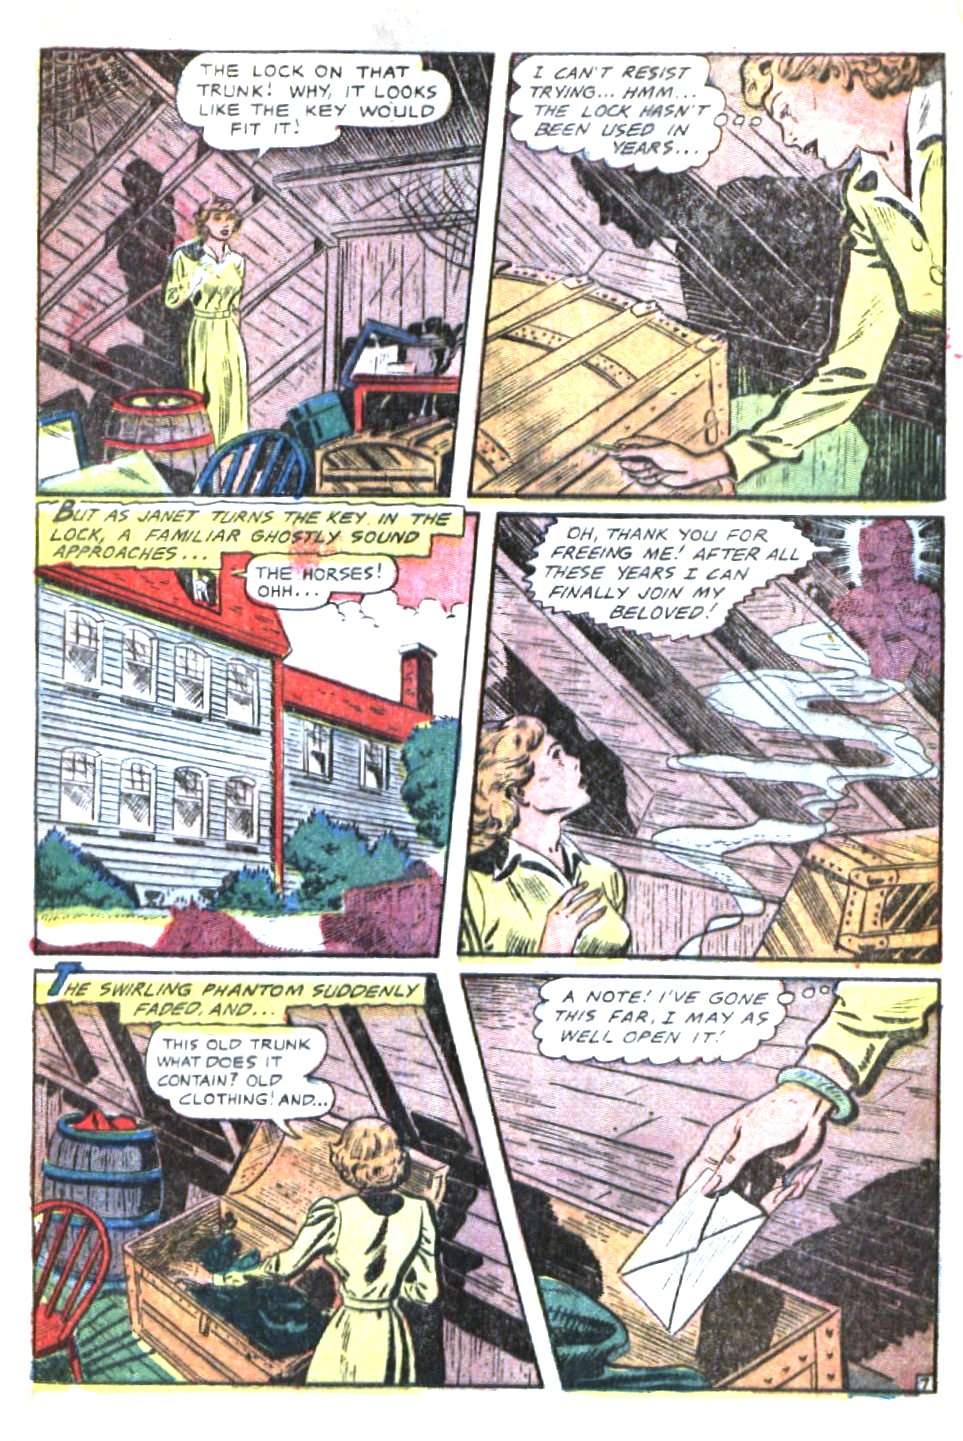 THE LOCK ON THAT
TRUNK! WHY, IT LOOKS
LIKE THE KEY WOULD
FIT IT!
I CAN'T RESIST
TRYING... HMM...
THE LOCK HASN'T
BEEN USED IN
YEARS...
BUT AS JANET TURNS THE KEY IN THE
LOCK, A FAMILIAR GHOSTLY SOUND
APPROACHES...
THE HORSES!
OHH...
OH, THANK YOU FOR
FREEING ME! AFTER ALL
THESE YEARS I CAN
FINALLY JOIN MY
BELOVED!
THE SWIRLING PHANTOM SUDDENLY
FADED, AND...
THIS OLD TRUNK
WHAT DOES IT
CONTAIN? OLD
CLOTHING! AND...
A NOTE! I'VE GONE
THIS FAR, I MAY AS
WELL OPEN IT!
7